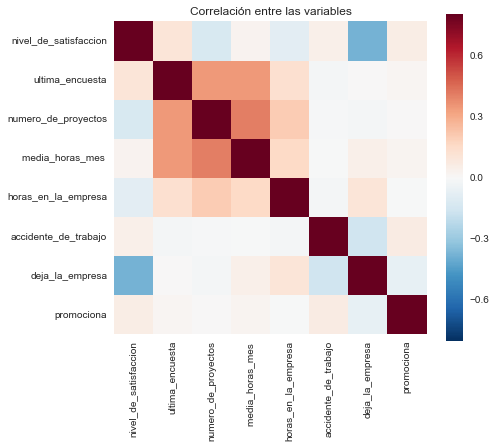 Correlación entre las variables
nivel_de_satisfaccion
ultima_encuesta
numero_de_proyectos
media_horas_mes
horas_en_la_empresa
accidente_de_trabajo
deja_la_empresa
promociona
0.6
0.3
0.0
−0.3
−0.6
nivel_de_satisfaccion
ultima_encuesta
numero_de_proyectos
media_horas_mes
horas_en_la_empresa
accidente_de_trabajo
deja_la_empresa
promociona